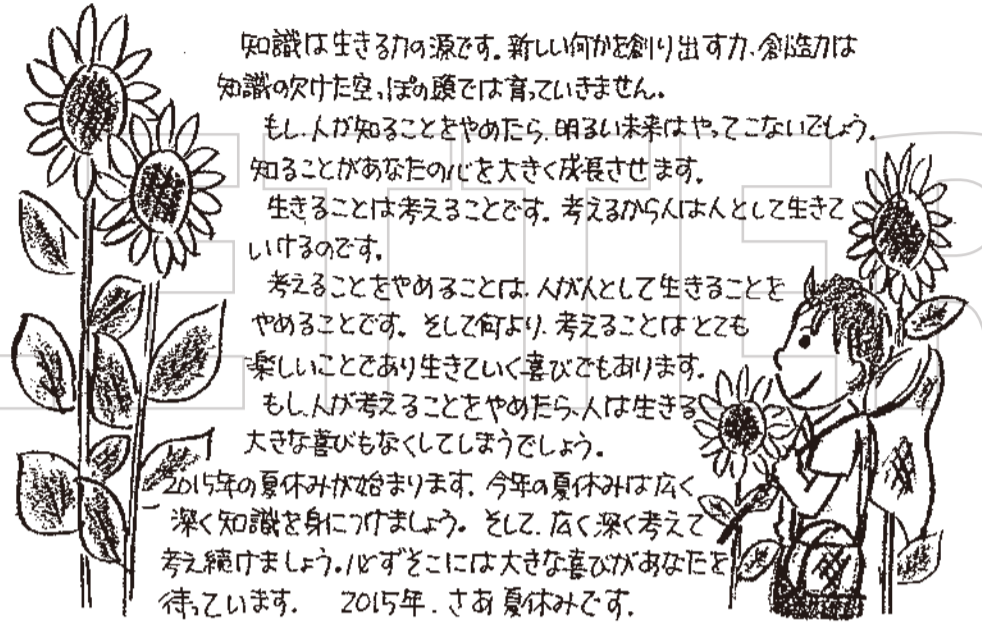 知識は生きる力の源です。新しい何かを創り出す力、創造力は
知識の欠けた空っぽの頭では育っていきません。
もし、人が知ることをやめたら、明るい未来はやってこないでしょう。
知ることがあなたの心を大きく成長させます。
生きることは考えることです。考えるから人は人として生きて
いけるのです。
考えることをやめることは、人が人として生きることを
やめることです。そして何より、考えることはとても
楽しいことであり生きていく喜びでもあります。
もし、人が考えることをやめたら、人は生きる
大きな喜びもなくしてしまうでしょう。
2015年の夏休みが始まります。今年の夏休みは広く
深く知識を身につけましょう。そして、広く深く考えて
考え続けましょう。必ずそこには大きな喜びがあなたを
待っています。 2015年、さあ夏休みです。